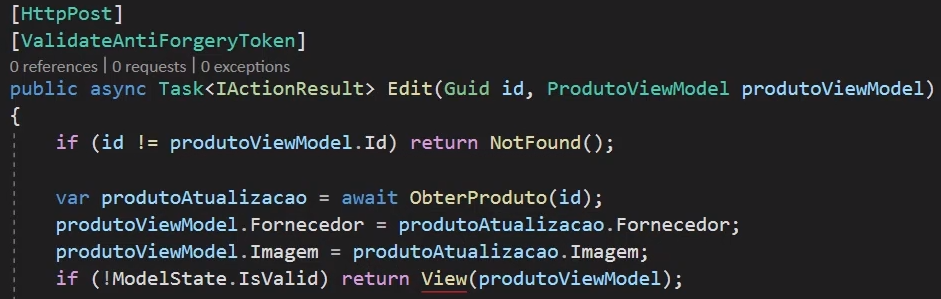 [HttpPost]
[ValidateAntiForgeryToken]
0 references | 0 requests | 0 exceptions
public async Task<IActionResult> Edit(Guid id, ProdutoViewModel produtoViewModel)
{
if (id != produtoViewModel.Id) return NotFound();
var produtoAtualizacao = await ObterProduto(id);
produtoViewModel.Fornecedor = produtoAtualizacao.Fornecedor;
produtoViewModel.Imagem = produtoAtualizacao.Imagem;
if (!ModelState.IsValid) return View(produtoViewModel);